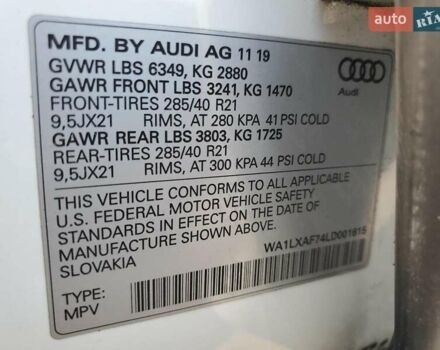 auto RIA
MFD. BY AUDI AG 11 19
GVWR LBS 6349, KG 2880
GAWR FRONT LBS 3241, KG 1470
FRONT-TIRES 285/40 R21
9,5JX21 RIMS, AT 280 KPA 41 PSI COLD
GAWR REAR LBS 3803, KG 1725
REAR-TIRES 285/40 R21
9,5JX21 RIMS, AT 300 KPA 44 PSI COLD
Audi
THIS VEHICLE CONFORMS TO ALL APPLICABLE
U.S. FEDERAL MOTOR VEHICLE SAFETY
STANDARDS IN EFFECT ON THE DATE OF
MANUFACTURE SHOWN ABOVE.
SLOVAKIA
WA1LXAF74LD001815
TYPE:
MPV